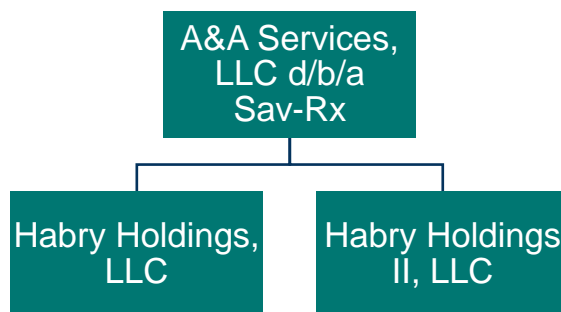 A&A Services,
LLC d/b/a
Sav-Rx
Habry Holdings,
LLC
Habry Holdings
II, LLC